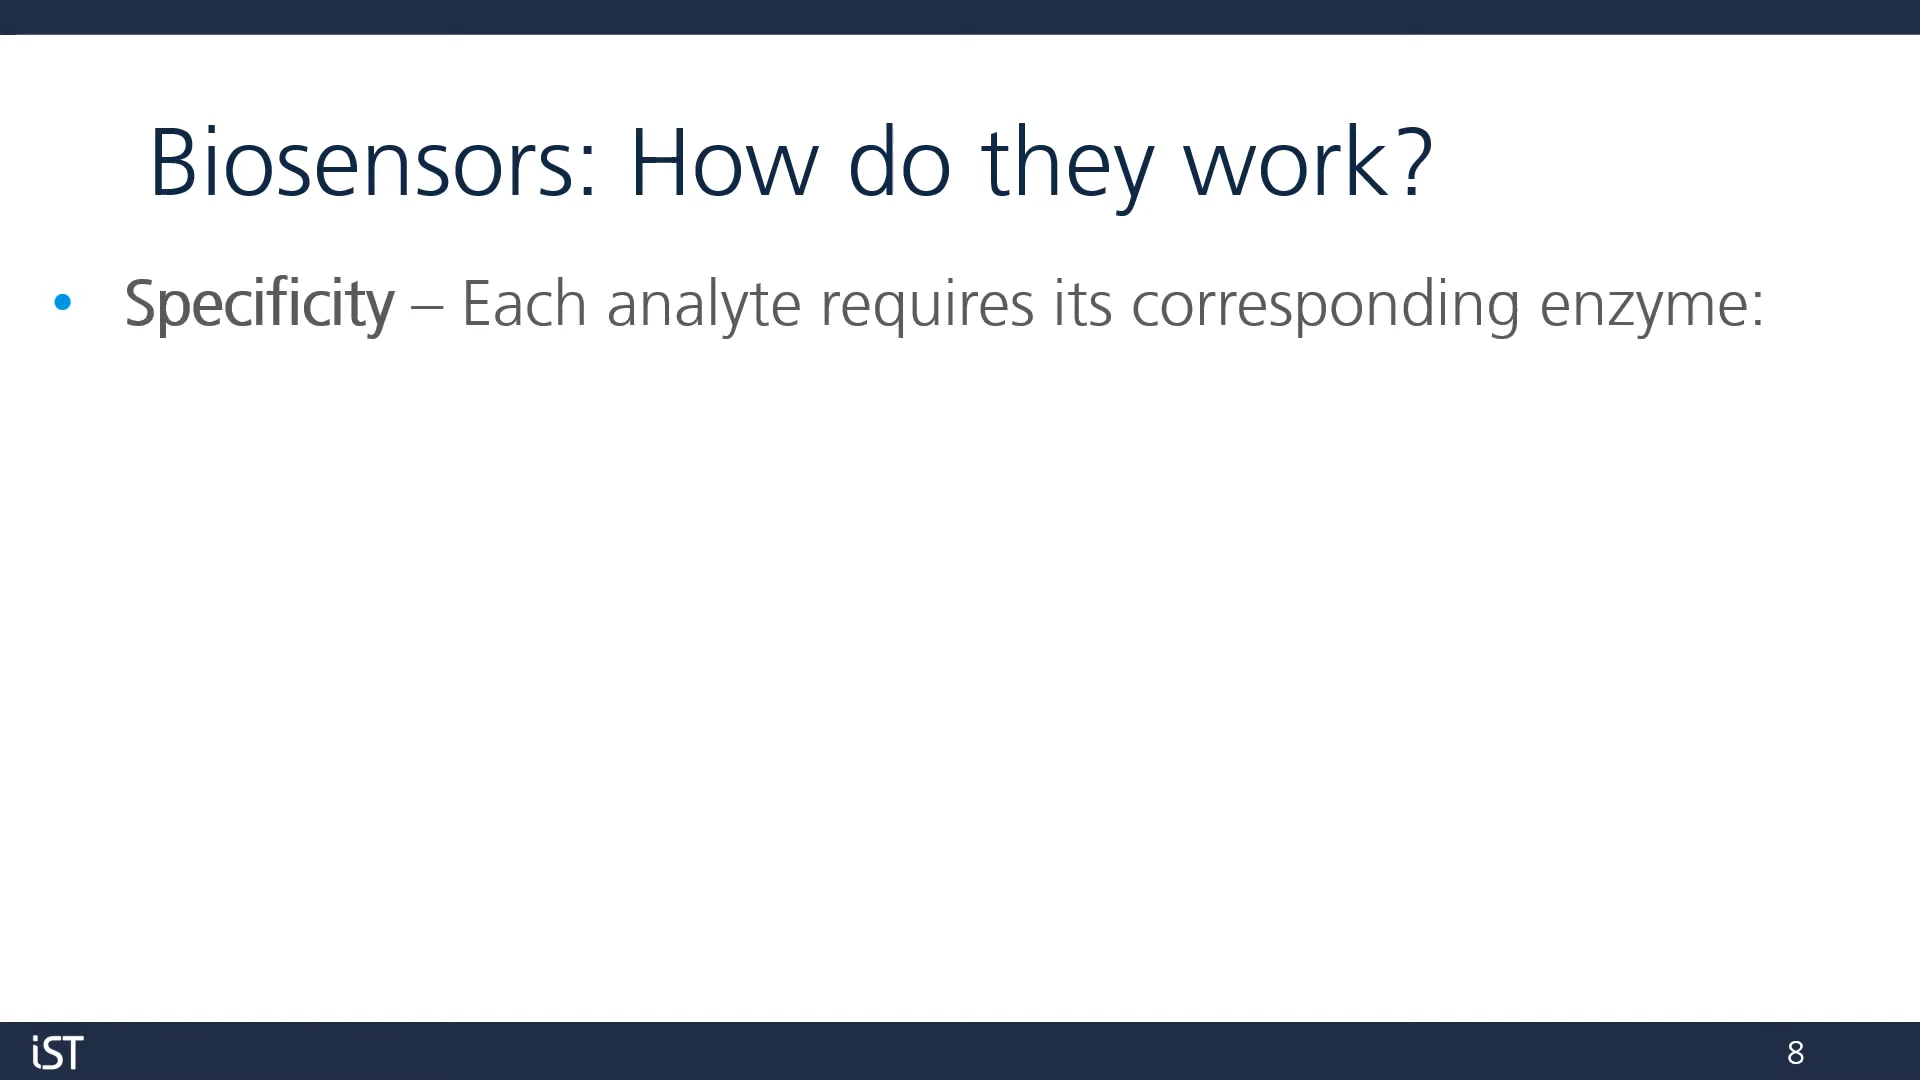 Biosensors: How do they work?
• Specificity – Each analyte requires its corresponding enzyme:
iST
8